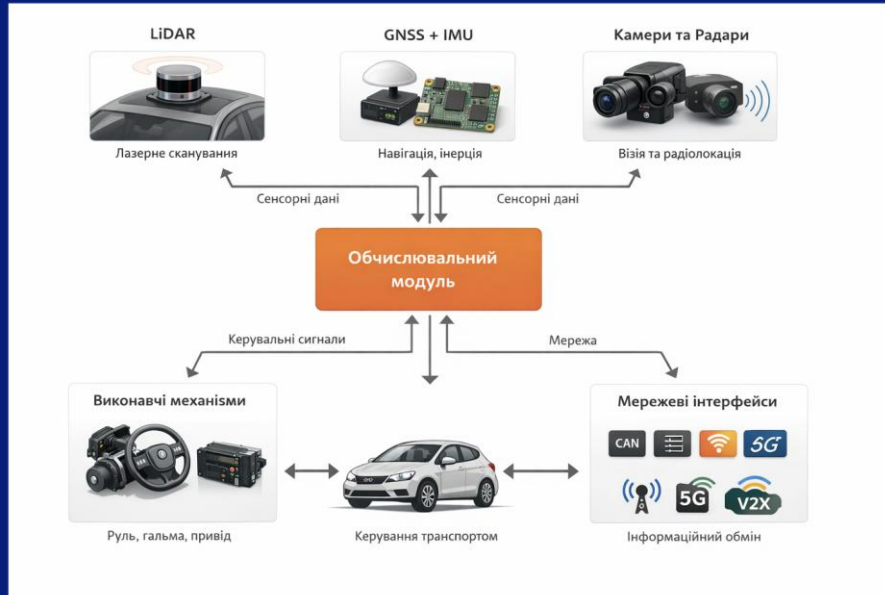 LiDAR
GNSS + IMU
Камери та Радари
Лазерне сканування
Навігація, інерція
Візія та радіолокація
Сенсорні дані
Сенсорні дані
Обчислювальний
модуль
Керувальні сигнали
Мережа
Виконавчі механізми
Мережеві інтерфейси
CAN
5G
5G
V2X
Руль, гальма, привід
Керування транспортом
Інформаційний обмін